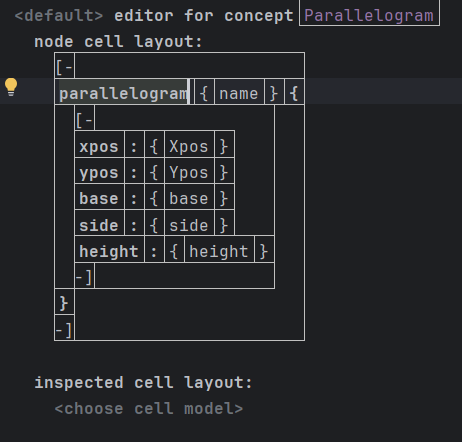 <default> editor for concept Parallelogram
node cell layout:
[-
parallelogram { name } {
[-
xpos : { Xpos }
ypos : { Ypos }
base : { base }
side : { side }
height : { height }
-]
}
-]
inspected cell layout:
<choose cell model>